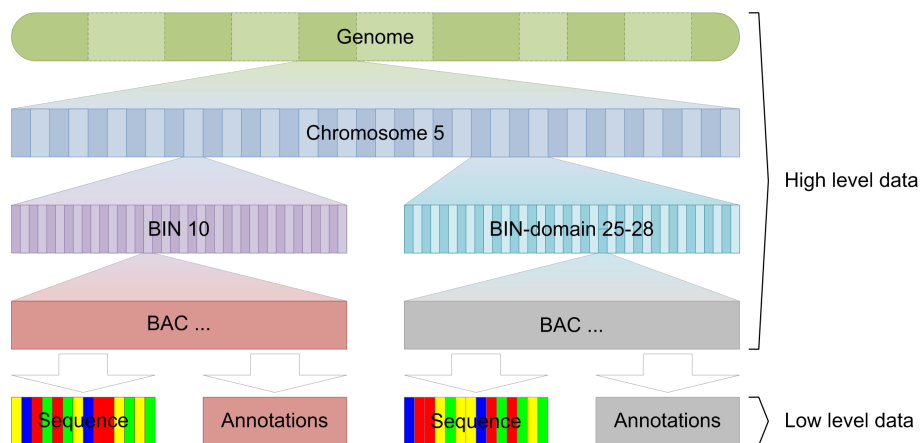 Genome
Chromosome 5
High level data
BIN 10
BIN-domain 25-28
BAC ...
BAC ...
Sequence
Annotations
Sequence
Annotations
Low level data